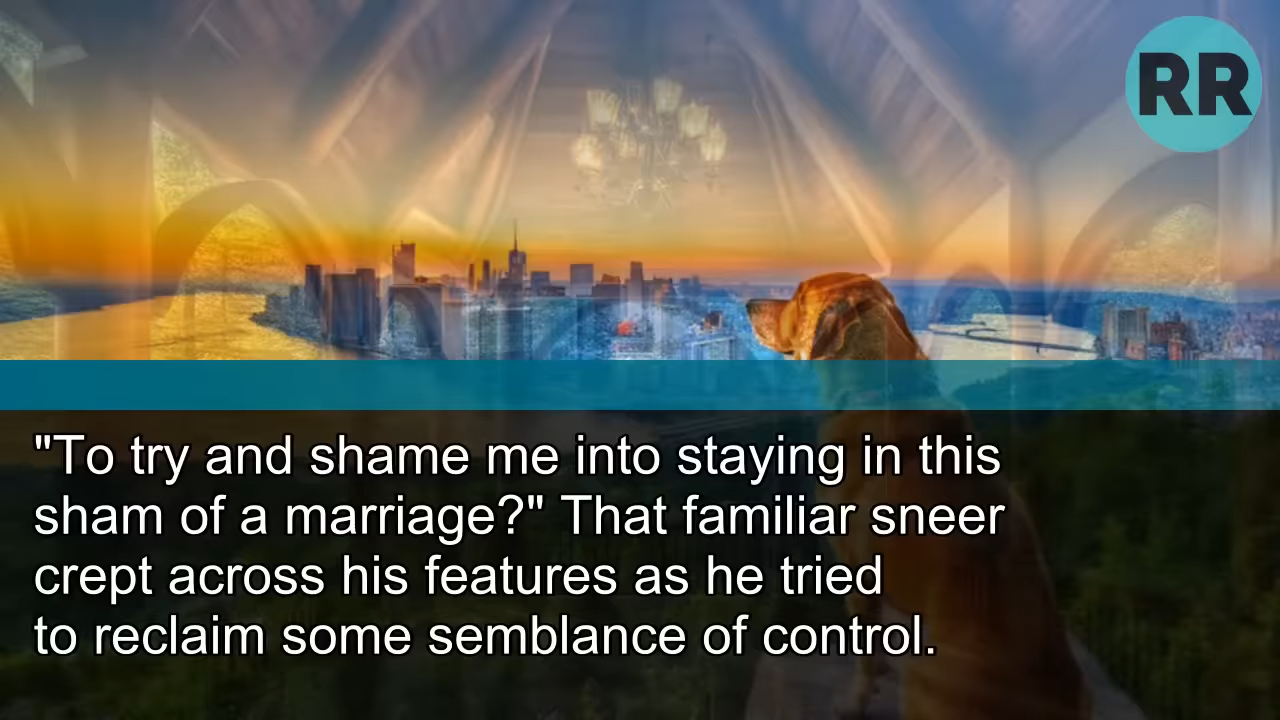 RR
"To try and shame me into staying in this
sham of a marriage?" That familiar sneer
crept across his features as he tried
to reclaim some semblance of control.